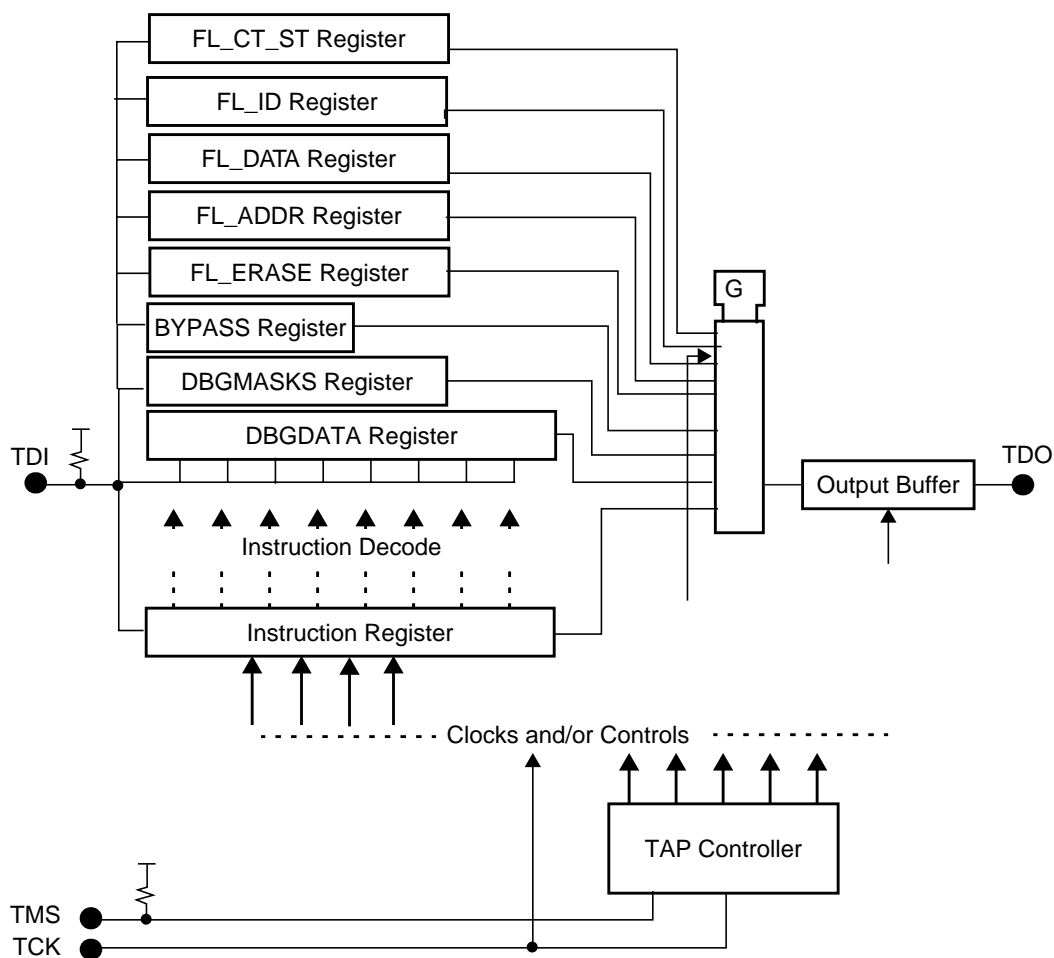 FL_CT_ST Register
FL_ID Register
FL_DATA Register
FL_ADDR Register
FL_ERASE Register
G
BYPASS Register
DBGMASKS Register
DBGDATA Register
TDI
TDO
Output Buffer
Instruction Decode
Instruction Register
Clocks and/or Controls
TAP Controller
TMS
TCK